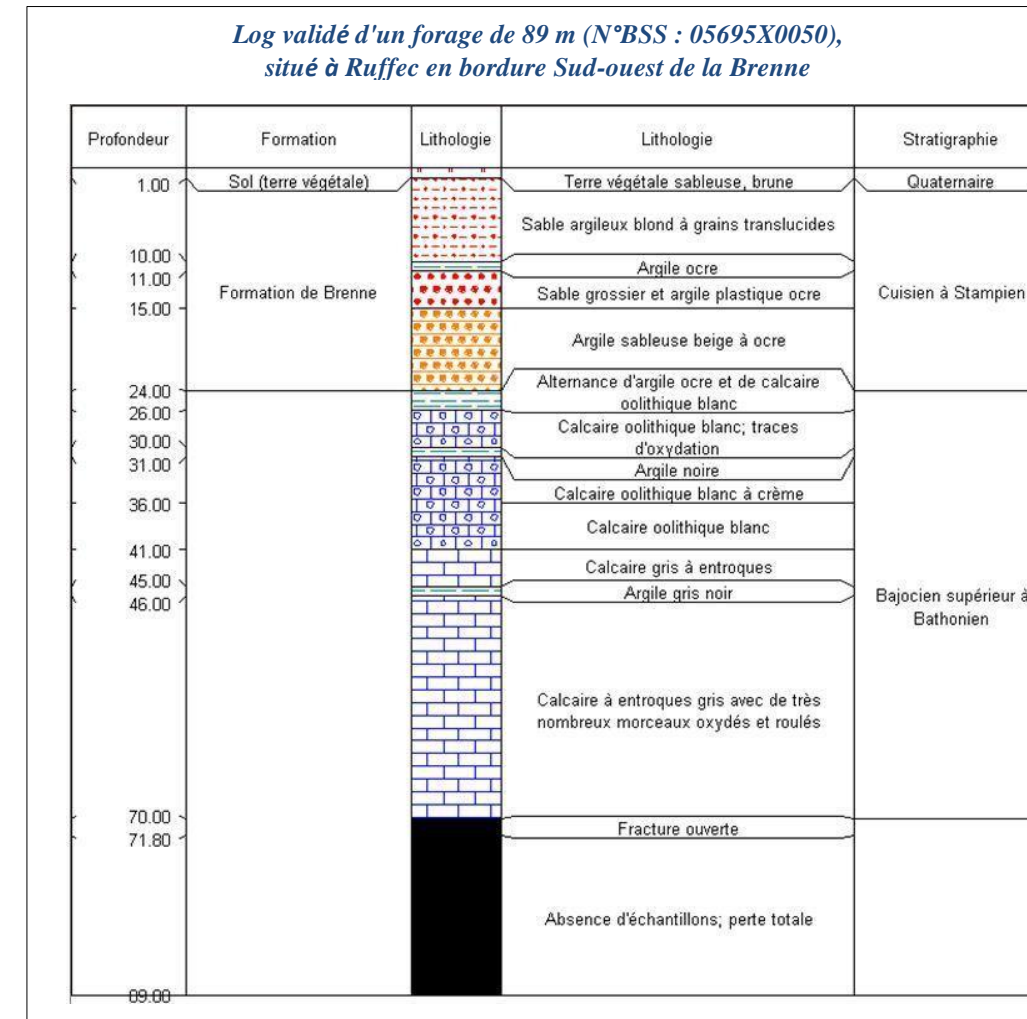 Log validé d'un forage de 89 m (N°BSS : 05695X0050),
situé à Ruffec en bordure Sud-ouest de la Brenne
Profondeur Formation Lithologie Lithologie Stratigraphie
1.00 Sol (terre végétale) Terre végétale sableuse, brune Quaternaire
Sable argileux blond à grains translucides
10.00
Argile ocre
11.00
Formation de Brenne Sable grossier et argile plastique ocre Cuisien à Stampien
15.00
Argile sableuse beige à ocre
24.00
Alternance d'argile ocre et de calcaire
oolithique blanc
26.00
Calcaire oolithique blanc; traces
d'oxydation
30.00
31.00
Argile noire
Calcaire oolithique blanc à crème
36.00
Calcaire oolithique blanc
41.00
Calcaire gris à entroques
45.00
Argile gris noir
46.00
Bajocien supérieur à
Bathonien
Calcaire à entroques gris avec de très
nombreux morceaux oxydés et roulés
70.00
Fracture ouverte
71.80
Absence d'échantillons; perte totale
89.00